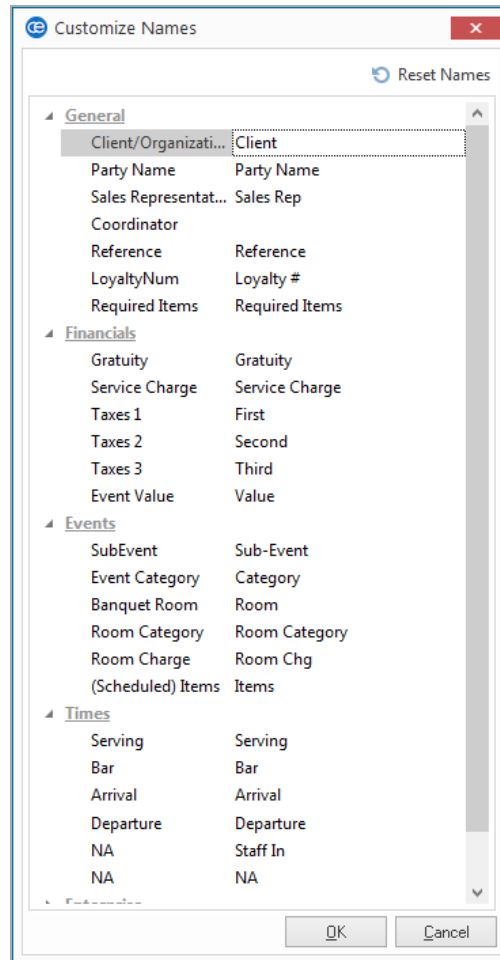 Customize Names
Reset Names
General
Client/Organizati... Client
Party Name Party Name
Sales Representat... Sales Rep
Coordinator
Reference Reference
LoyaltyNum Loyalty #
Required Items Required Items
Financials
Gratuity Gratuity
Service Charge Service Charge
Taxes 1 First
Taxes 2 Second
Taxes 3 Third
Event Value Value
Events
SubEvent Sub-Event
Event Category Category
Banquet Room Room
Room Category Room Category
Room Charge Room Chg
(Scheduled) Items Items
Times
Serving Serving
Bar Bar
Arrival Arrival
Departure Departure
NA Staff In
NA NA
OK Cancel